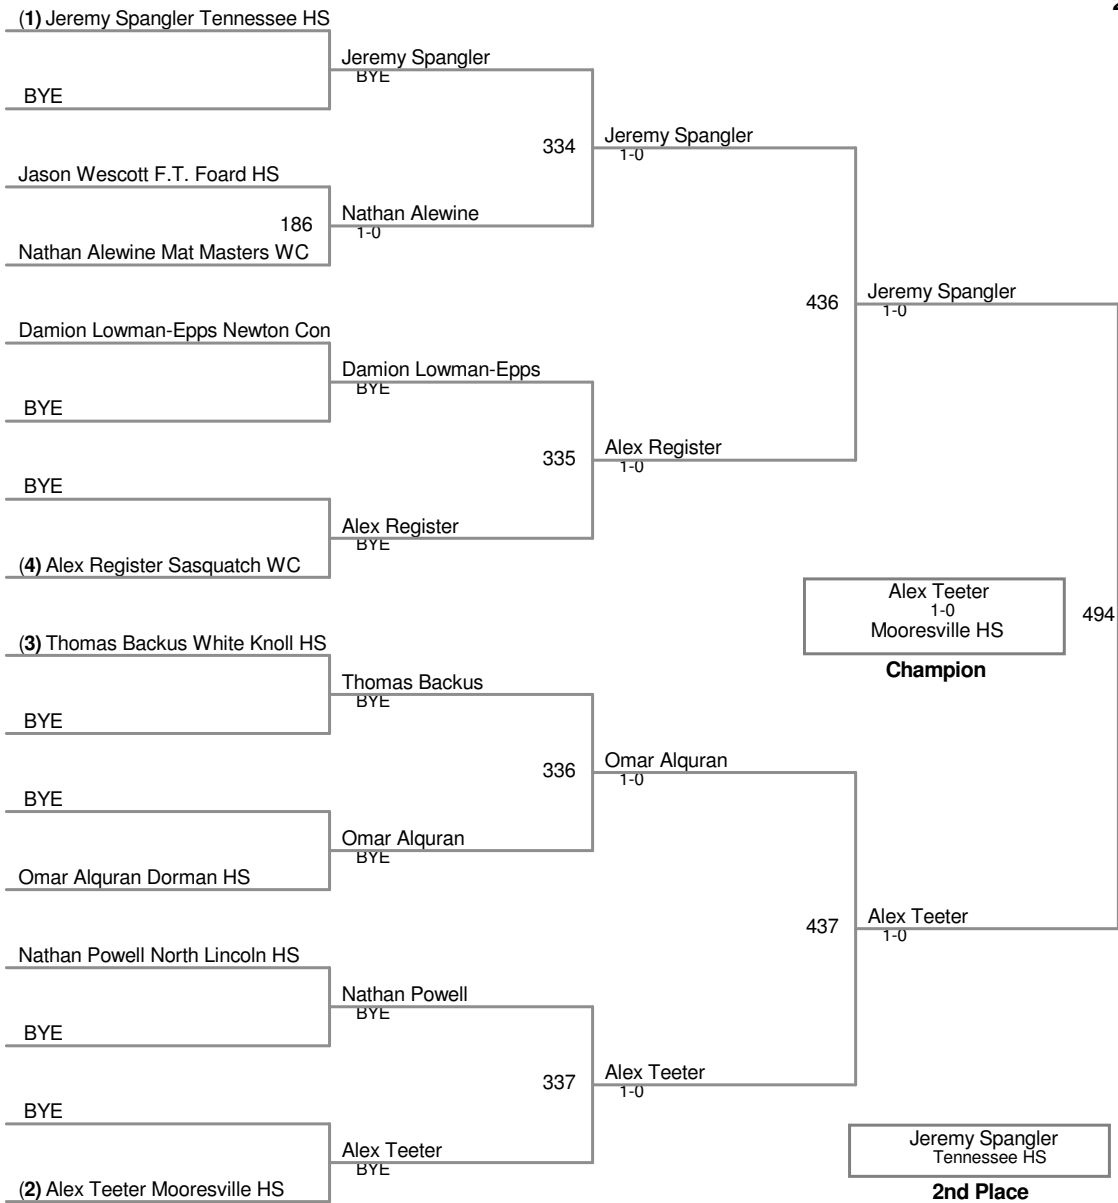 (1) Jeremy Spangler Tennessee HS
Jeremy Spangler
BYE
BYE
334
Jeremy Spangler
1-0
Jason Wescott F.T. Foard HS
186
Nathan Alewine
1-0
Nathan Alewine Mat Masters WC
436
Jeremy Spangler
1-0
Damion Lowman-Epps Newton Con
Damion Lowman-Epps
BYE
BYE
335
Alex Register
1-0
BYE
Alex Register
BYE
(4) Alex Register Sasquatch WC
Alex Teeter
1-0
Mooresville HS
494
Champion
(3) Thomas Backus White Knoll HS
Thomas Backus
BYE
BYE
336
Omar Alquran
1-0
BYE
Omar Alquran
BYE
Omar Alquran Dorman HS
437
Alex Teeter
1-0
Nathan Powell North Lincoln HS
Nathan Powell
BYE
BYE
337
Alex Teeter
1-0
BYE
Alex Teeter
BYE
(2) Alex Teeter Mooresville HS
Jeremy Spangler
Tennessee HS
2nd Place